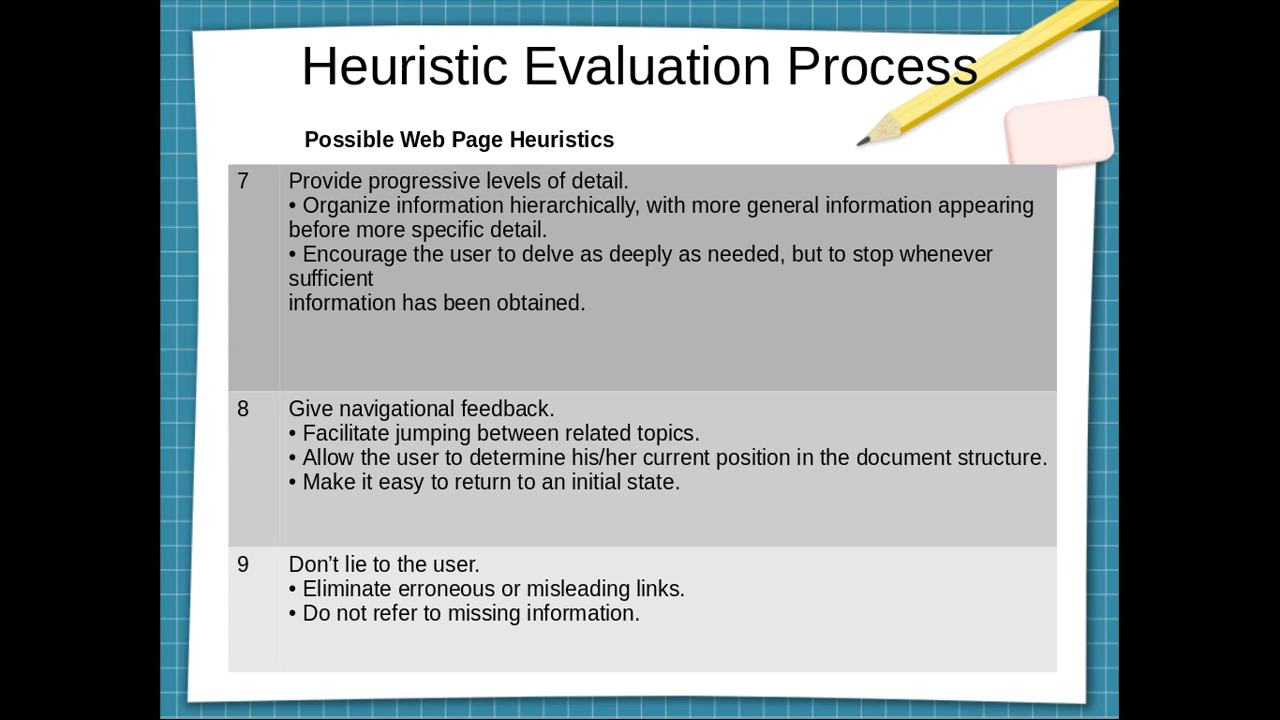 Heuristic Evaluation Process
Possible Web Page Heuristics
7
Provide progressive levels of detail.
• Organize information hierarchically, with more general information appearing
before more specific detail.
• Encourage the user to delve as deeply as needed, but to stop whenever
sufficient
information has been obtained.
8
Give navigational feedback.
• Facilitate jumping between related topics.
• Allow the user to determine his/her current position in the document structure.
• Make it easy to return to an initial state.
9
Don’t lie to the user.
• Eliminate erroneous or misleading links.
• Do not refer to missing information.